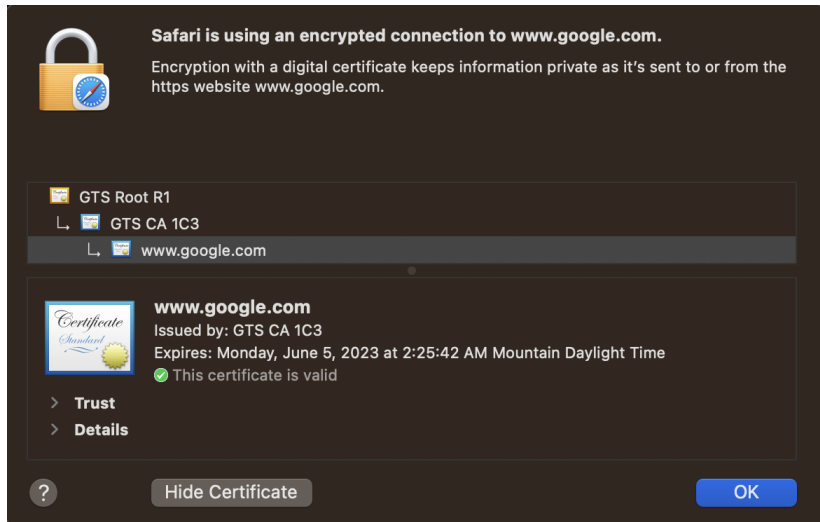 Safari is using an encrypted connection to www.google.com.
Encryption with a digital certificate keeps information private as it’s sent to or from the
https website www.google.com.
GTS Root R1
GTS CA 1C3
www.google.com
www.google.com
Certificate
Standard
Issued by: GTS CA 1C3
Expires: Monday, June 5, 2023 at 2:25:42 AM Mountain Daylight Time
This certificate is valid
Trust
Details
?
Hide Certificate
OK